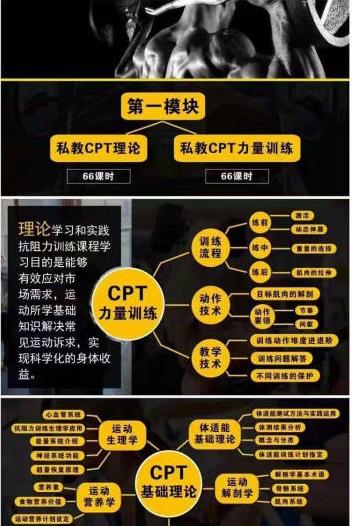 第一模块
私教CPT理论
私教CPT力量训练
66课时
66课时
理论学习和实践
抗阻力训练课程学
习目的是能够
有效应对市
场需求，运
动所学基础
知识解决常
见运动诉求，实
现科学化的身体收
益。
CPT
力量训练
训练
流程
练前
激活
动态伸展
练中
重量的选择
练后
肌肉的拉伸
动作
技术
目标肌肉的解剖
动作
要领
节奏
间歇
教学
技术
训练动作难度进退阶
训练问题解答
不同训练的保护
CPT
基础理论
运动
生理学
心血管系统
抗阻力训练生理学应用
能量系统介绍
神经系统功能
超量恢复原理
运动
营养学
营养素
食物营养价值
运动营养计划设定
体适能
基础理论
体适能测试方法与实践运用
体测结果分析
概念与分类
体适能训练计划指定
运动
解剖学
解剖学基本术语
骨骼系统
肌肉系统